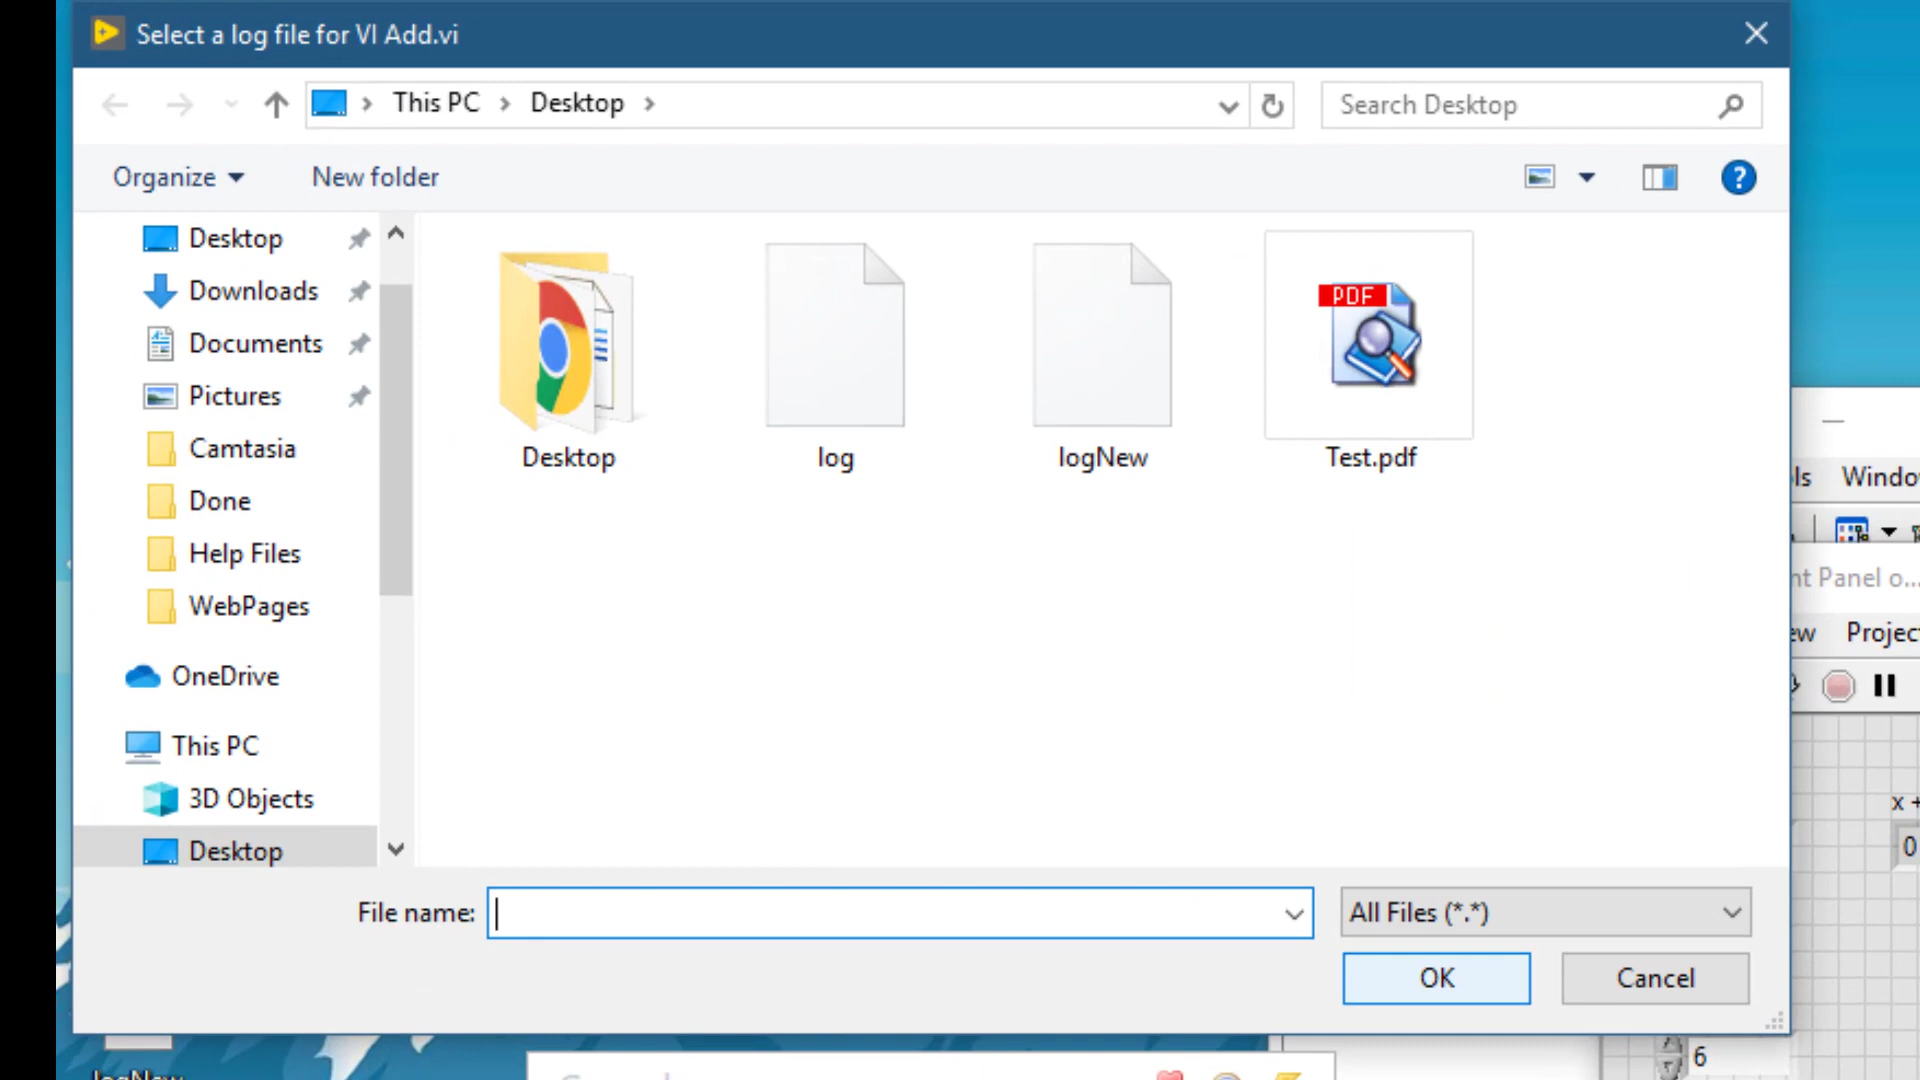 Select a log file for VI Add.vi
This PC
Desktop
Search Desktop
Organize
New folder
?
Desktop
Downloads
Documents
Pictures
Camtasia
Done
Help Files
WebPages
OneDrive
This PC
3D Objects
Desktop
Desktop
log
logNew
PDF
Test.pdf
ls
Windo
nt Panel o...
ew
Project
x +
0
File name:
All Files (*.*)
OK
Cancel
6
logNew